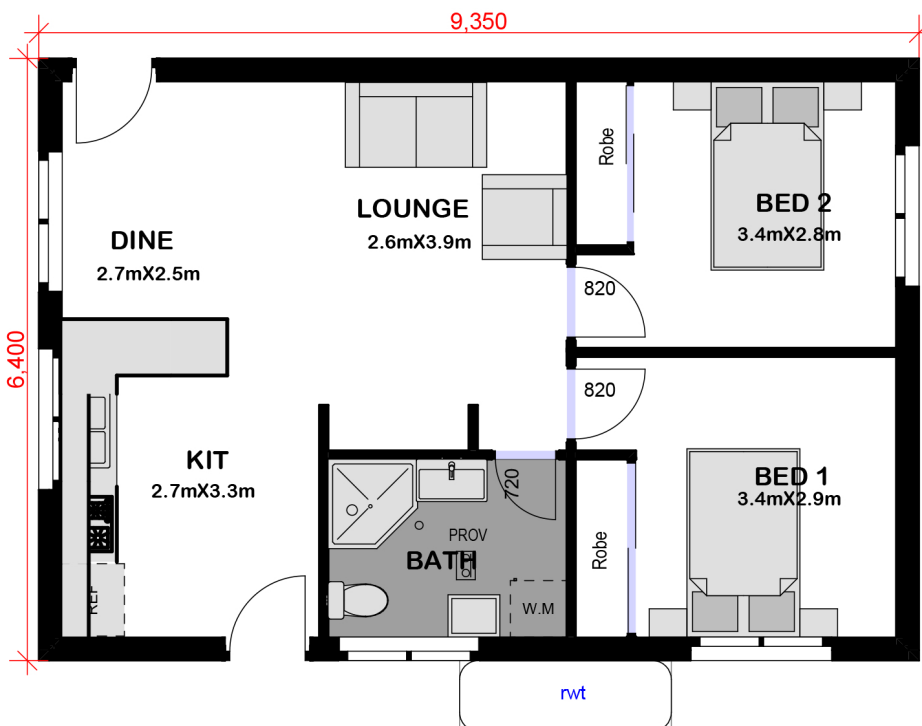 9,350
6,400
Robe
BED 2
3.4mX2.8m
LOUNGE
2.6mX3.9m
DINE
2.7mX2.5m
820
820
KIT
2.7mX3.3m
720
BED 1
3.4mX2.9m
PROV
BATH
Robe
REF
W.M
rwt